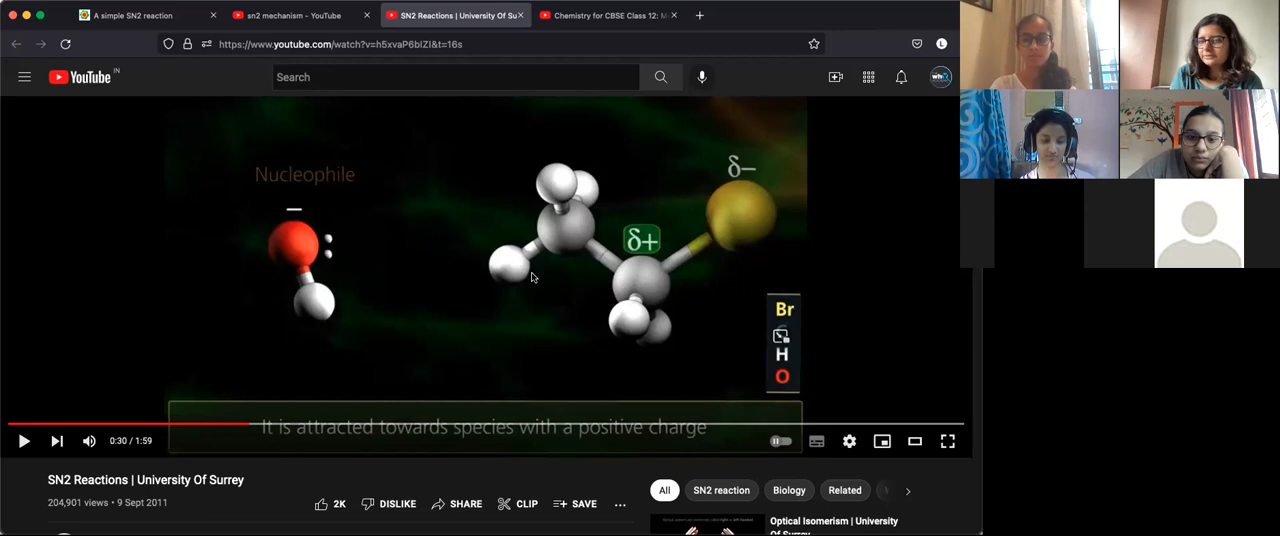 A simple SN2 reaction
sn2 mechanism - YouTube
SN2 Reactions | University Of Su
Chemistry for CBSE Class 12: M
https://www.youtube.com/watch?v=h5xvaP6bIZI&t=16s
YouTube IN
Search
Nucleophile
−
δ−
δ+
Br
H
O
It is attracted towards species with a positive charge
0:30 / 1:59
SN2 Reactions | University Of Surrey
204,901 views • 9 Sept 2011
2K
DISLIKE
SHARE
CLIP
SAVE
All
SN2 reaction
Biology
Related
Optical Isomerism | University
Of Surrey